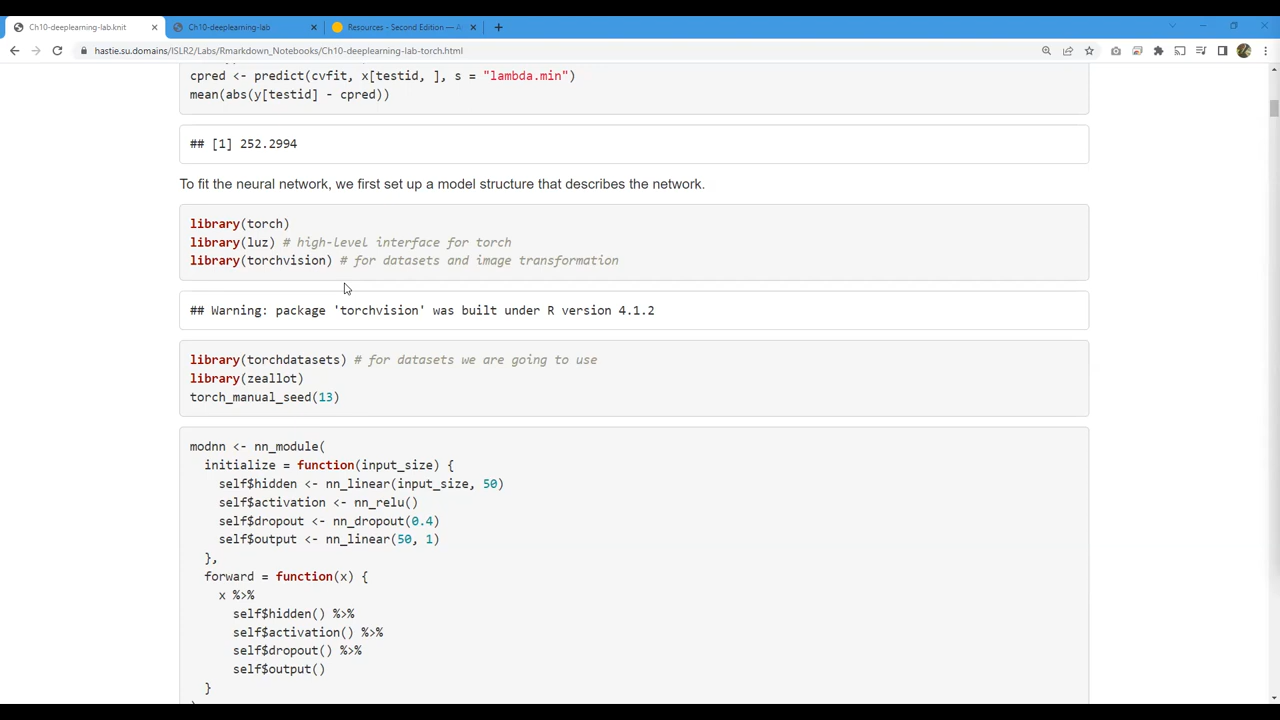 Ch10-deeplearning-lab.knit
Ch10-deeplearning-lab
Resources - Second Edition — A
hastie.su.domains/ISLR2/Labs/Rmarkdown_Notebooks/Ch10-deeplearning-lab-torch.html
cpred <- predict(cvfit, x[testid, ], s = "lambda.min")
mean(abs(y[testid] - cpred))
## [1] 252.2994
To fit the neural network, we first set up a model structure that describes the network.
library(torch)
library(luz) # high-level interface for torch
library(torchvision) # for datasets and image transformation
## Warning: package 'torchvision' was built under R version 4.1.2
library(torchdatasets) # for datasets we are going to use
library(zeallot)
torch_manual_seed(13)
modnn <- nn_module(
initialize = function(input_size) {
self$hidden <- nn_linear(input_size, 50)
self$activation <- nn_relu()
self$dropout <- nn_dropout(0.4)
self$output <- nn_linear(50, 1)
},
forward = function(x) {
x %>%
self$hidden() %>%
self$activation() %>%
self$dropout() %>%
self$output()
}